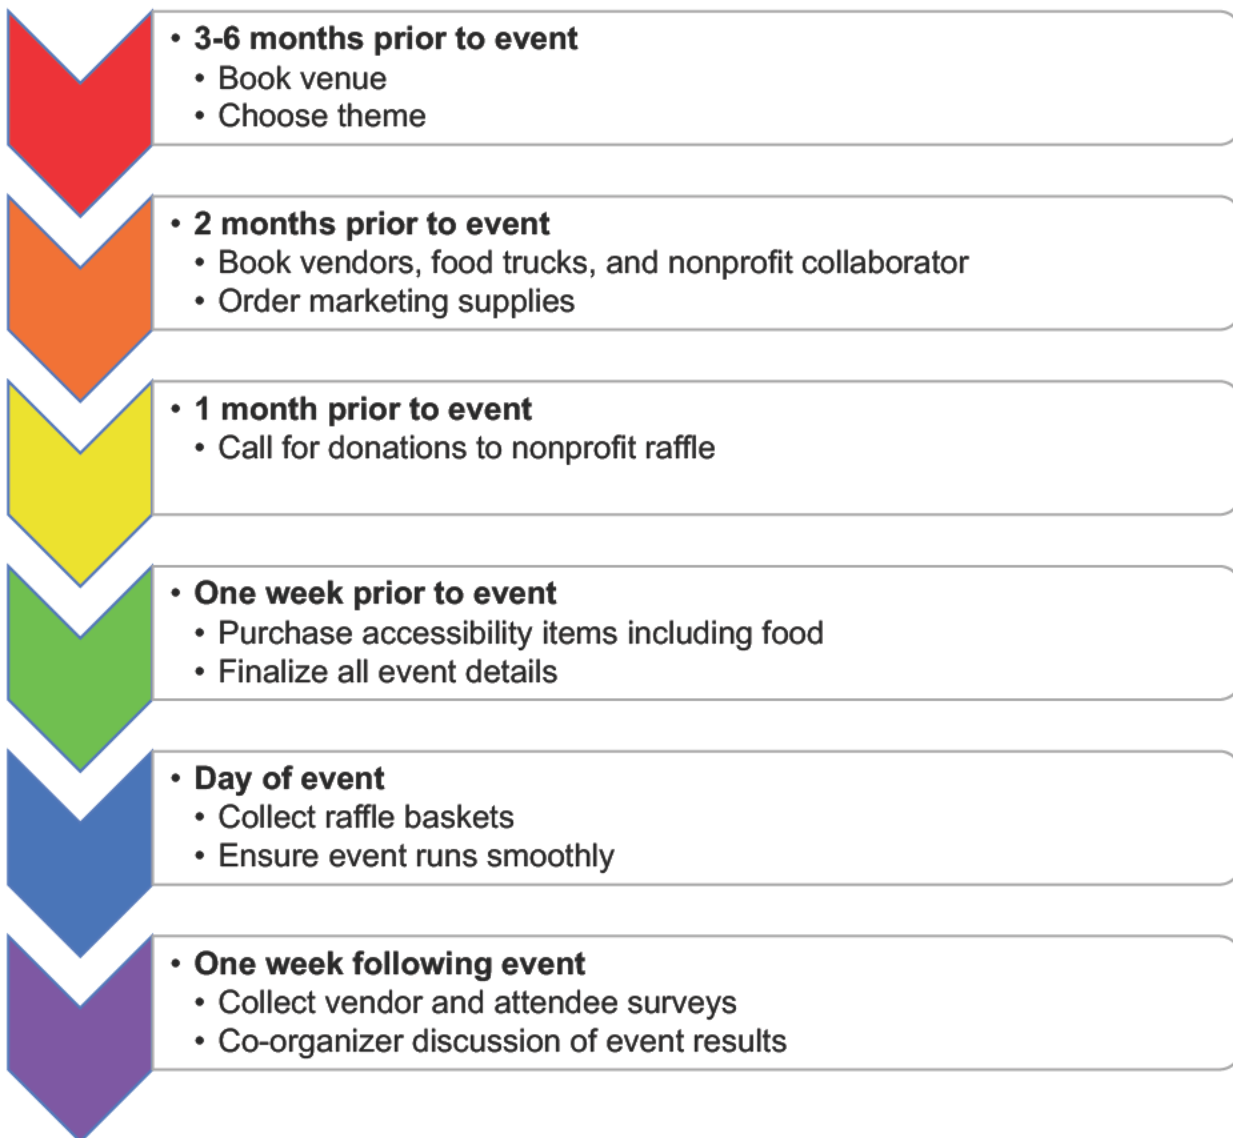 • 3-6 months prior to event
• Book venue
• Choose theme
• 2 months prior to event
• Book vendors, food trucks, and nonprofit collaborator
• Order marketing supplies
• 1 month prior to event
• Call for donations to nonprofit raffle
• One week prior to event
• Purchase accessibility items including food
• Finalize all event details
• Day of event
• Collect raffle baskets
• Ensure event runs smoothly
• One week following event
• Collect vendor and attendee surveys
• Co-organizer discussion of event results